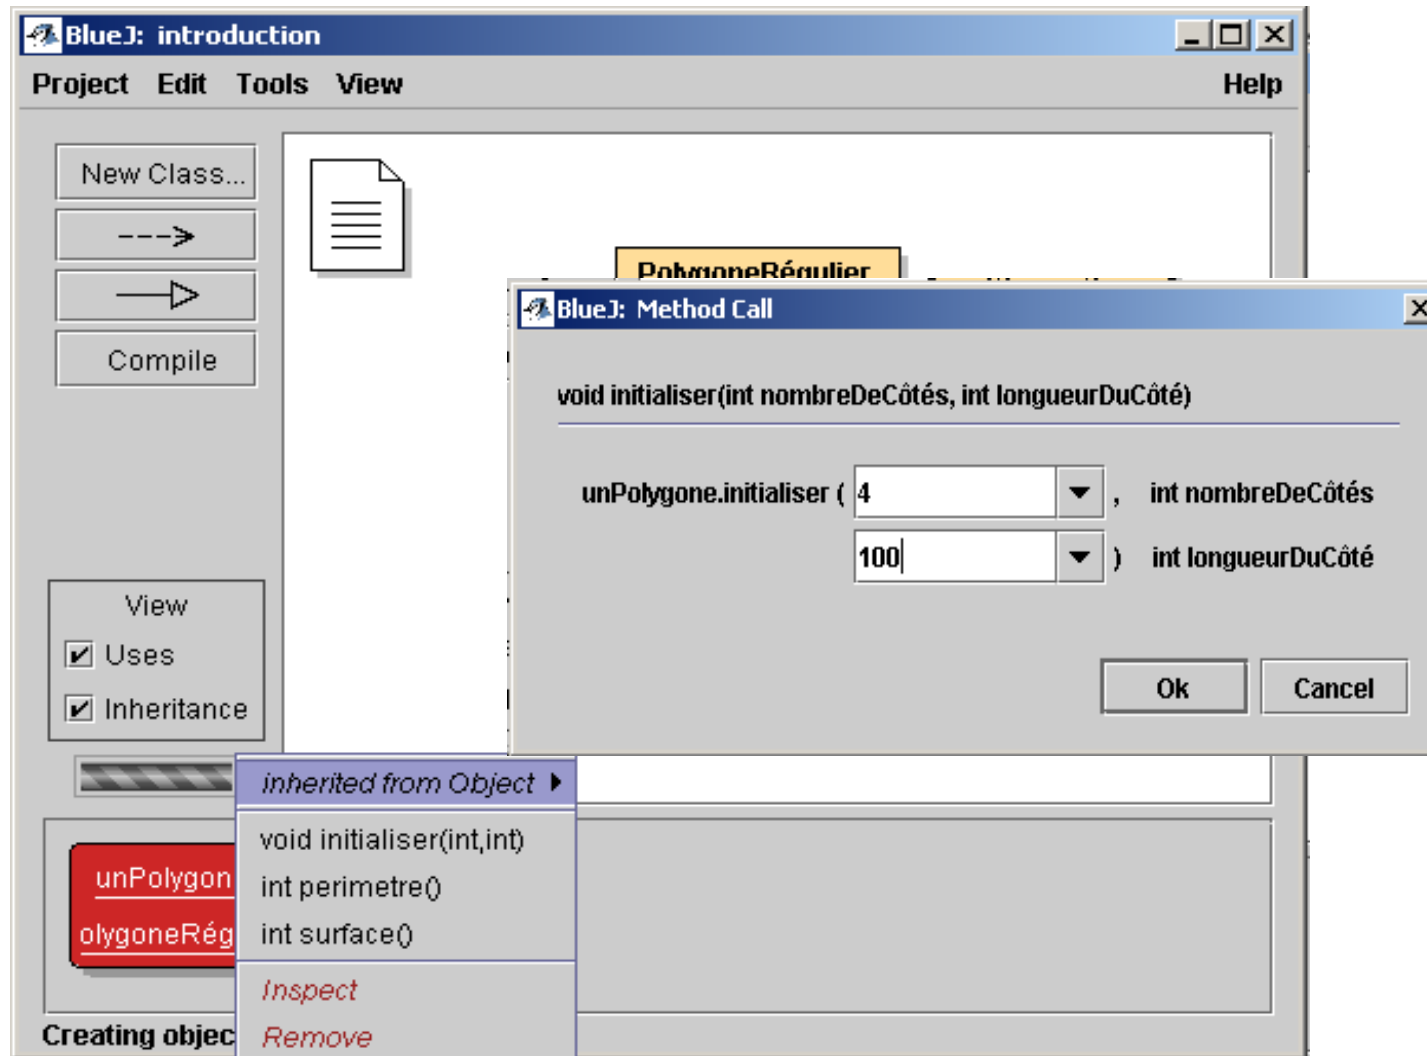 BlueJ: introduction
Project Edit Tools View Help
New Class...
Compile
PolygoneRégulier
BlueJ: Method Call
void initialiser(int nombreDeCôtés, int longueurDuCôté)
unPolygone.initialiser ( 4 , int nombreDeCôtés
100 ) int longueurDuCôté
Ok Cancel
View
Uses
Inheritance
inherited from Object
void initialiser(int,int)
int perimetre()
int surface()
Inspect
Remove
unPolygon
olygoneRég
Creating objec